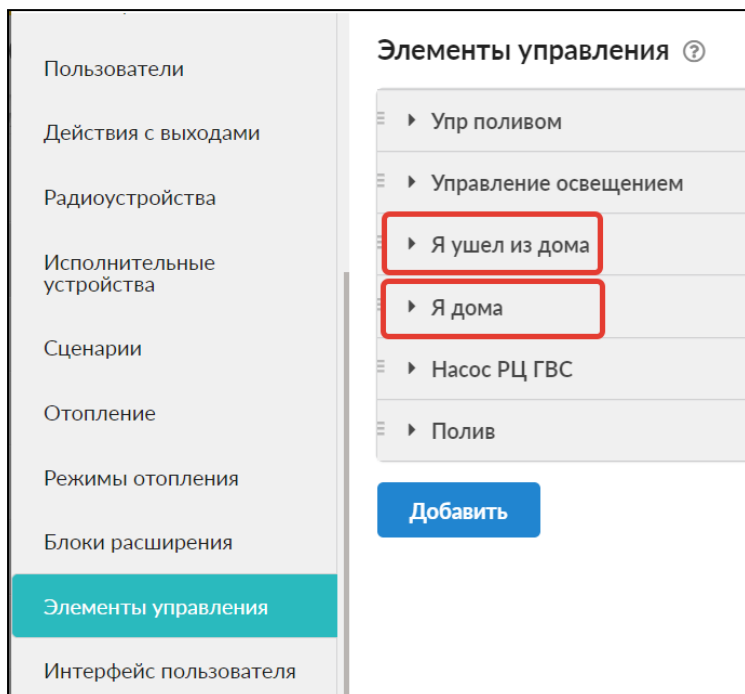 Пользователи
Действия с выходами
Радиоустройства
Исполнительные
устройства
Сценарии
Отопление
Режимы отопления
Блоки расширения
Элементы управления
Интерфейс пользователя
Элементы управления ?
Упр поливом
Управление освещением
Я ушел из дома
Я дома
Насос РЦ ГВС
Полив
Добавить